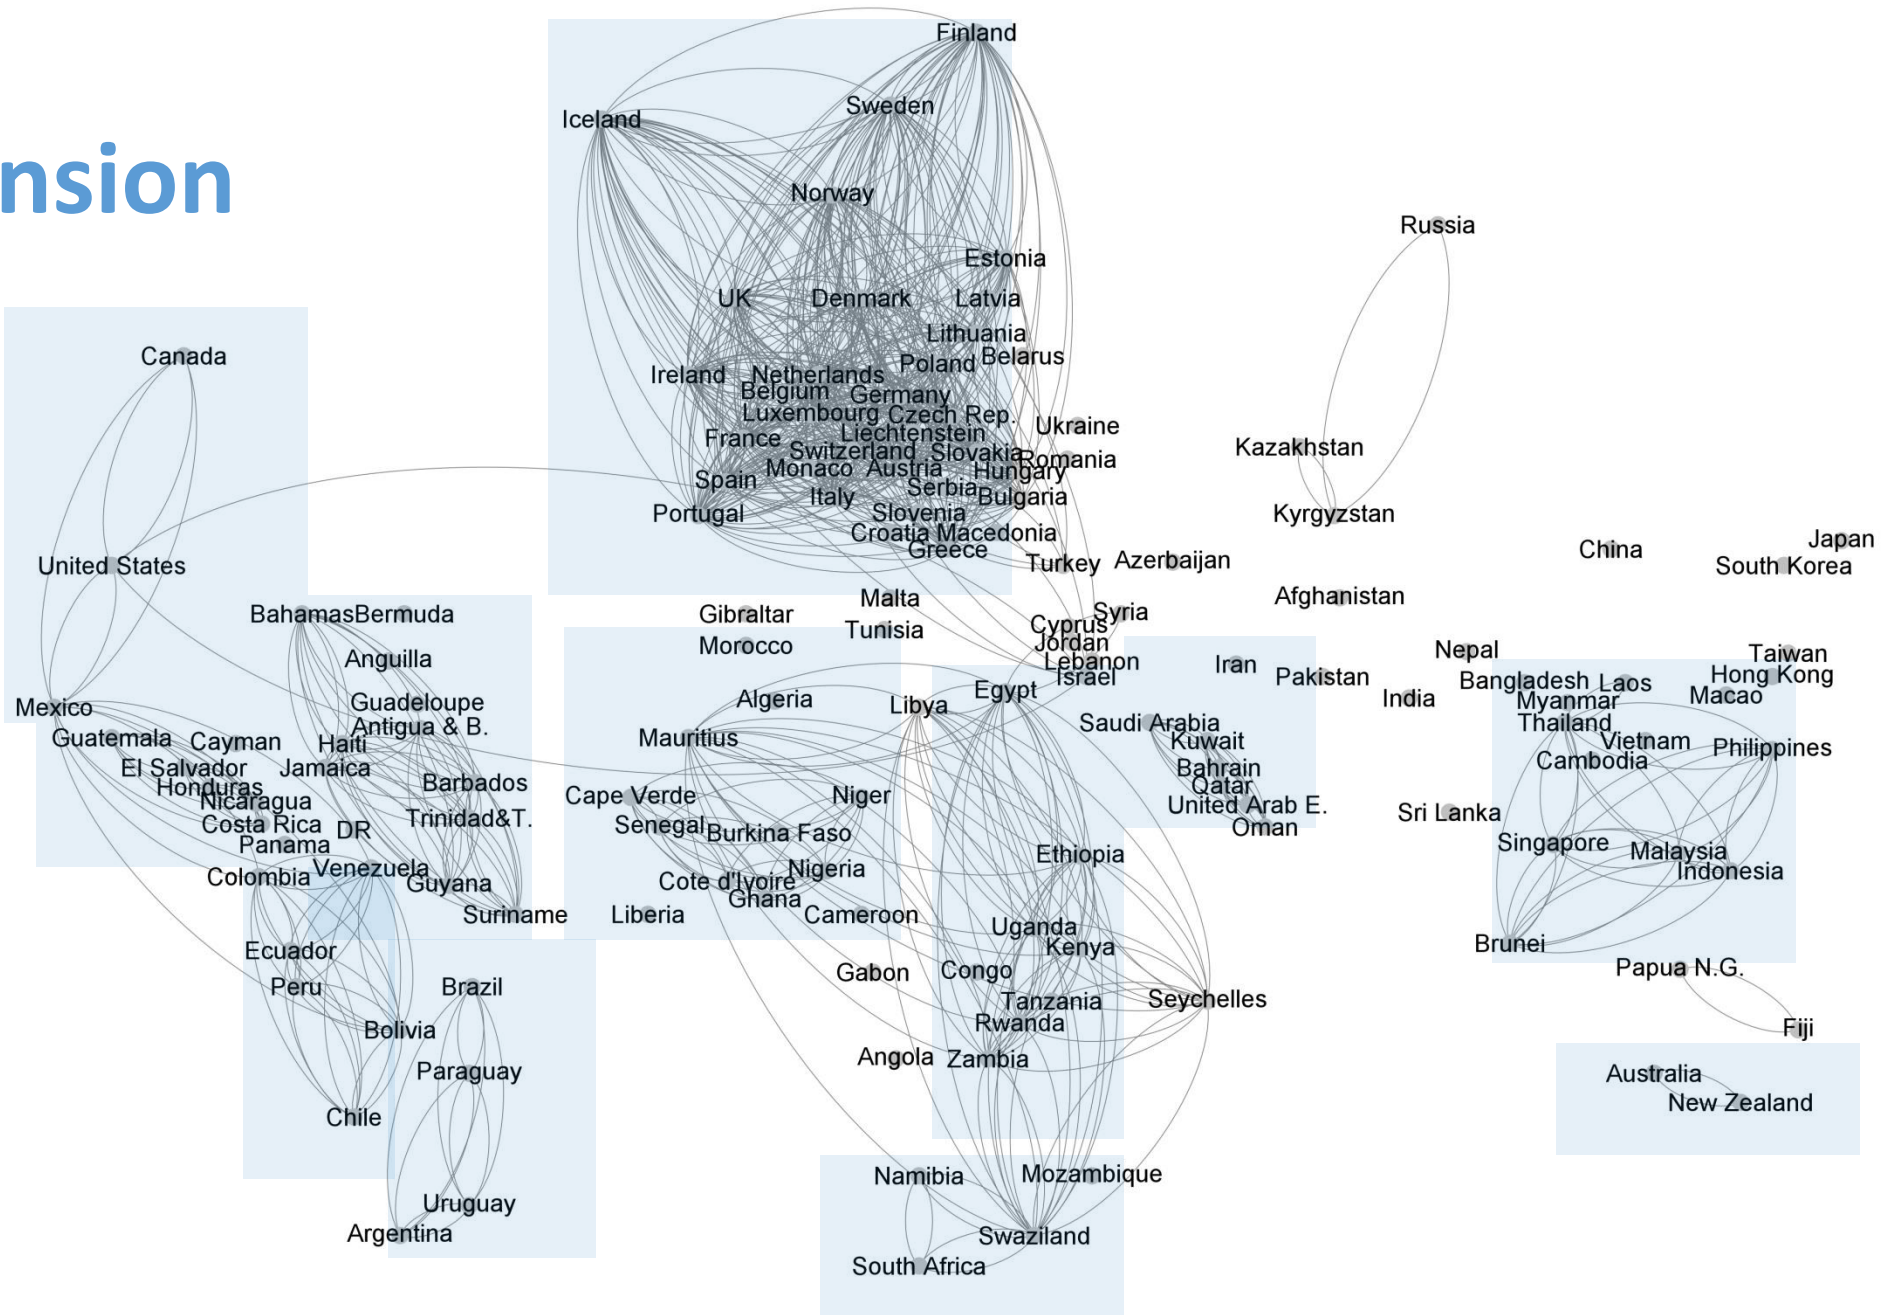 nsion
Finland
Iceland
Sweden
Norway
Russia
Estonia
UK
Denmark
Latvia
Lithuania
Canada
Belarus
Poland
Ireland
Netherlands
Belgium
Germany
Luxembourg
Czech Rep.
Ukraine
France
Liechtenstein
Kazakhstan
Switzerland
Slovakia
Romania
Monaco
Austria
Hungary
Spain
Serbia
Italy
Bulgaria
Portugal
Slovenia
Kyrgyzstan
Croatia
Macedonia
Japan
Greece
China
Turkey
Azerbaijan
United States
South Korea
Malta
Afghanistan
Bahamas
Bermuda
Gibraltar
Syria
Cyprus
Tunisia
Morocco
Jordan
Nepal
Taiwan
Anguilla
Lebanon
Iran
Israel
Pakistan
Hong Kong
Bangladesh
Laos
Egypt
Macao
Algeria
India
Myanmar
Guadeloupe
Libya
Mexico
Saudi Arabia
Thailand
Antigua & B.
Guatemala
Cayman
Haiti
Mauritius
Kuwait
Vietnam
Philippines
El Salvador
Jamaica
Bahrain
Cambodia
Honduras
Barbados
Qatar
Nicaragua
Cape Verde
Niger
United Arab E.
Trinidad&T.
Sri Lanka
Costa Rica
DR
Senegal
Burkina Faso
Oman
Panama
Singapore
Malaysia
Ethiopia
Venezuela
Nigeria
Indonesia
Colombia
Guyana
Cote d'Ivoire
Ghana
Suriname
Liberia
Cameroon
Uganda
Kenya
Brunei
Ecuador
Gabon
Congo
Papua N.G.
Peru
Brazil
Tanzania
Seychelles
Rwanda
Bolivia
Fiji
Angola
Zambia
Paraguay
Australia
New Zealand
Chile
Namibia
Mozambique
Uruguay
Argentina
Swaziland
South Africa